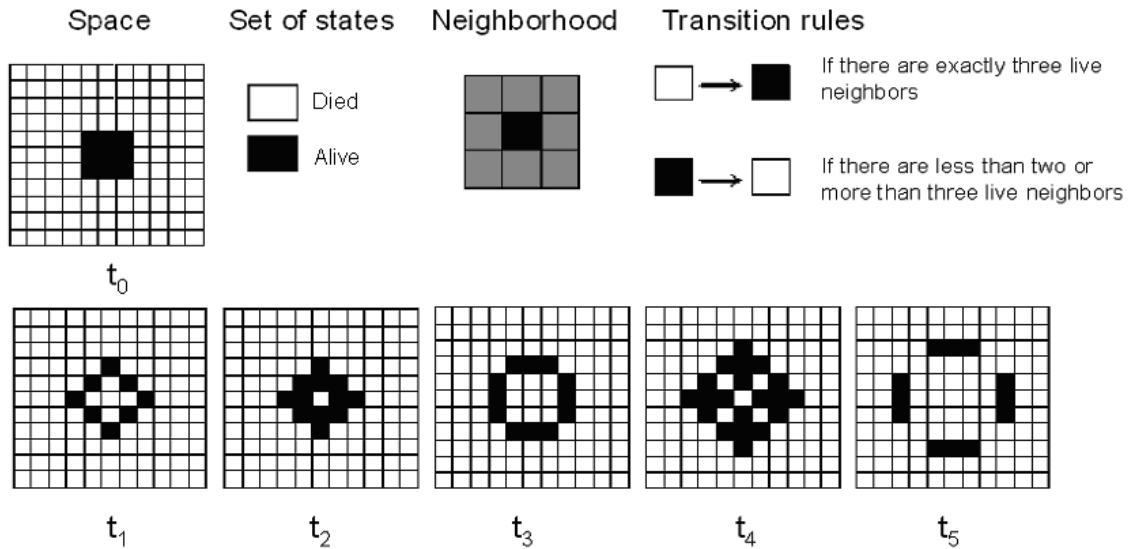 Space
Set of states
Neighborhood
Transition rules
Died
Alive
If there are exactly three live
neighbors
If there are less than two or
more than three live neighbors
t0
t1
t2
t3
t4
t5